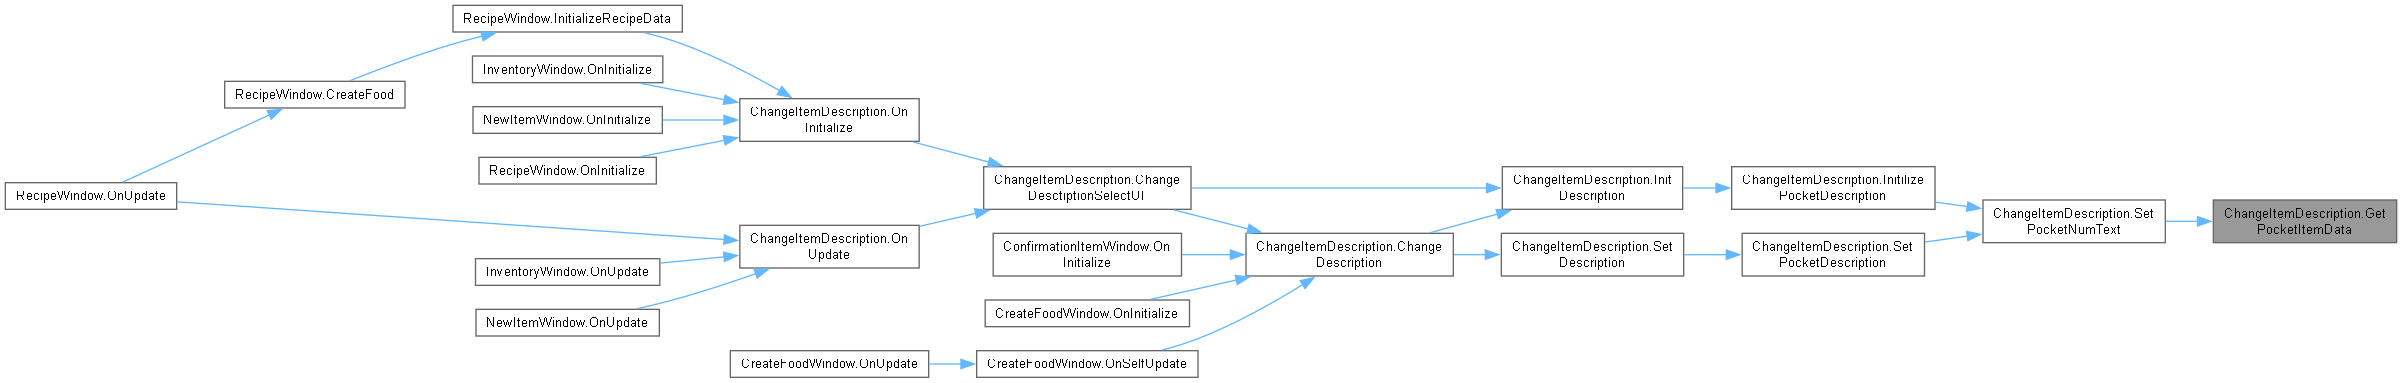 RecipeWindow.InitializeRecipeData
InventoryWindow.OnInitialize
RecipeWindow.CreateFood
ChangeItemDescription.On
Initialize
NewItemWindow.OnInitialize
RecipeWindow.OnInitialize
RecipeWindow.OnUpdate
ChangeItemDescription.Change
DesctiptionSelectUI
ChangeItemDescription.Init
Description
ChangeItemDescription.Initilize
PocketDescription
ChangeItemDescription.Set
PocketNumText
ChangeItemDescription.Get
PocketItemData
ChangeItemDescription.On
Update
ConfirmationItemWindow.On
Initialize
ChangeItemDescription.Change
Description
ChangeItemDescription.Set
Description
ChangeItemDescription.Set
PocketDescription
InventoryWindow.OnUpdate
CreateFoodWindow.OnInitialize
NewItemWindow.OnUpdate
CreateFoodWindow.OnUpdate
CreateFoodWindow.OnSelfUpdate